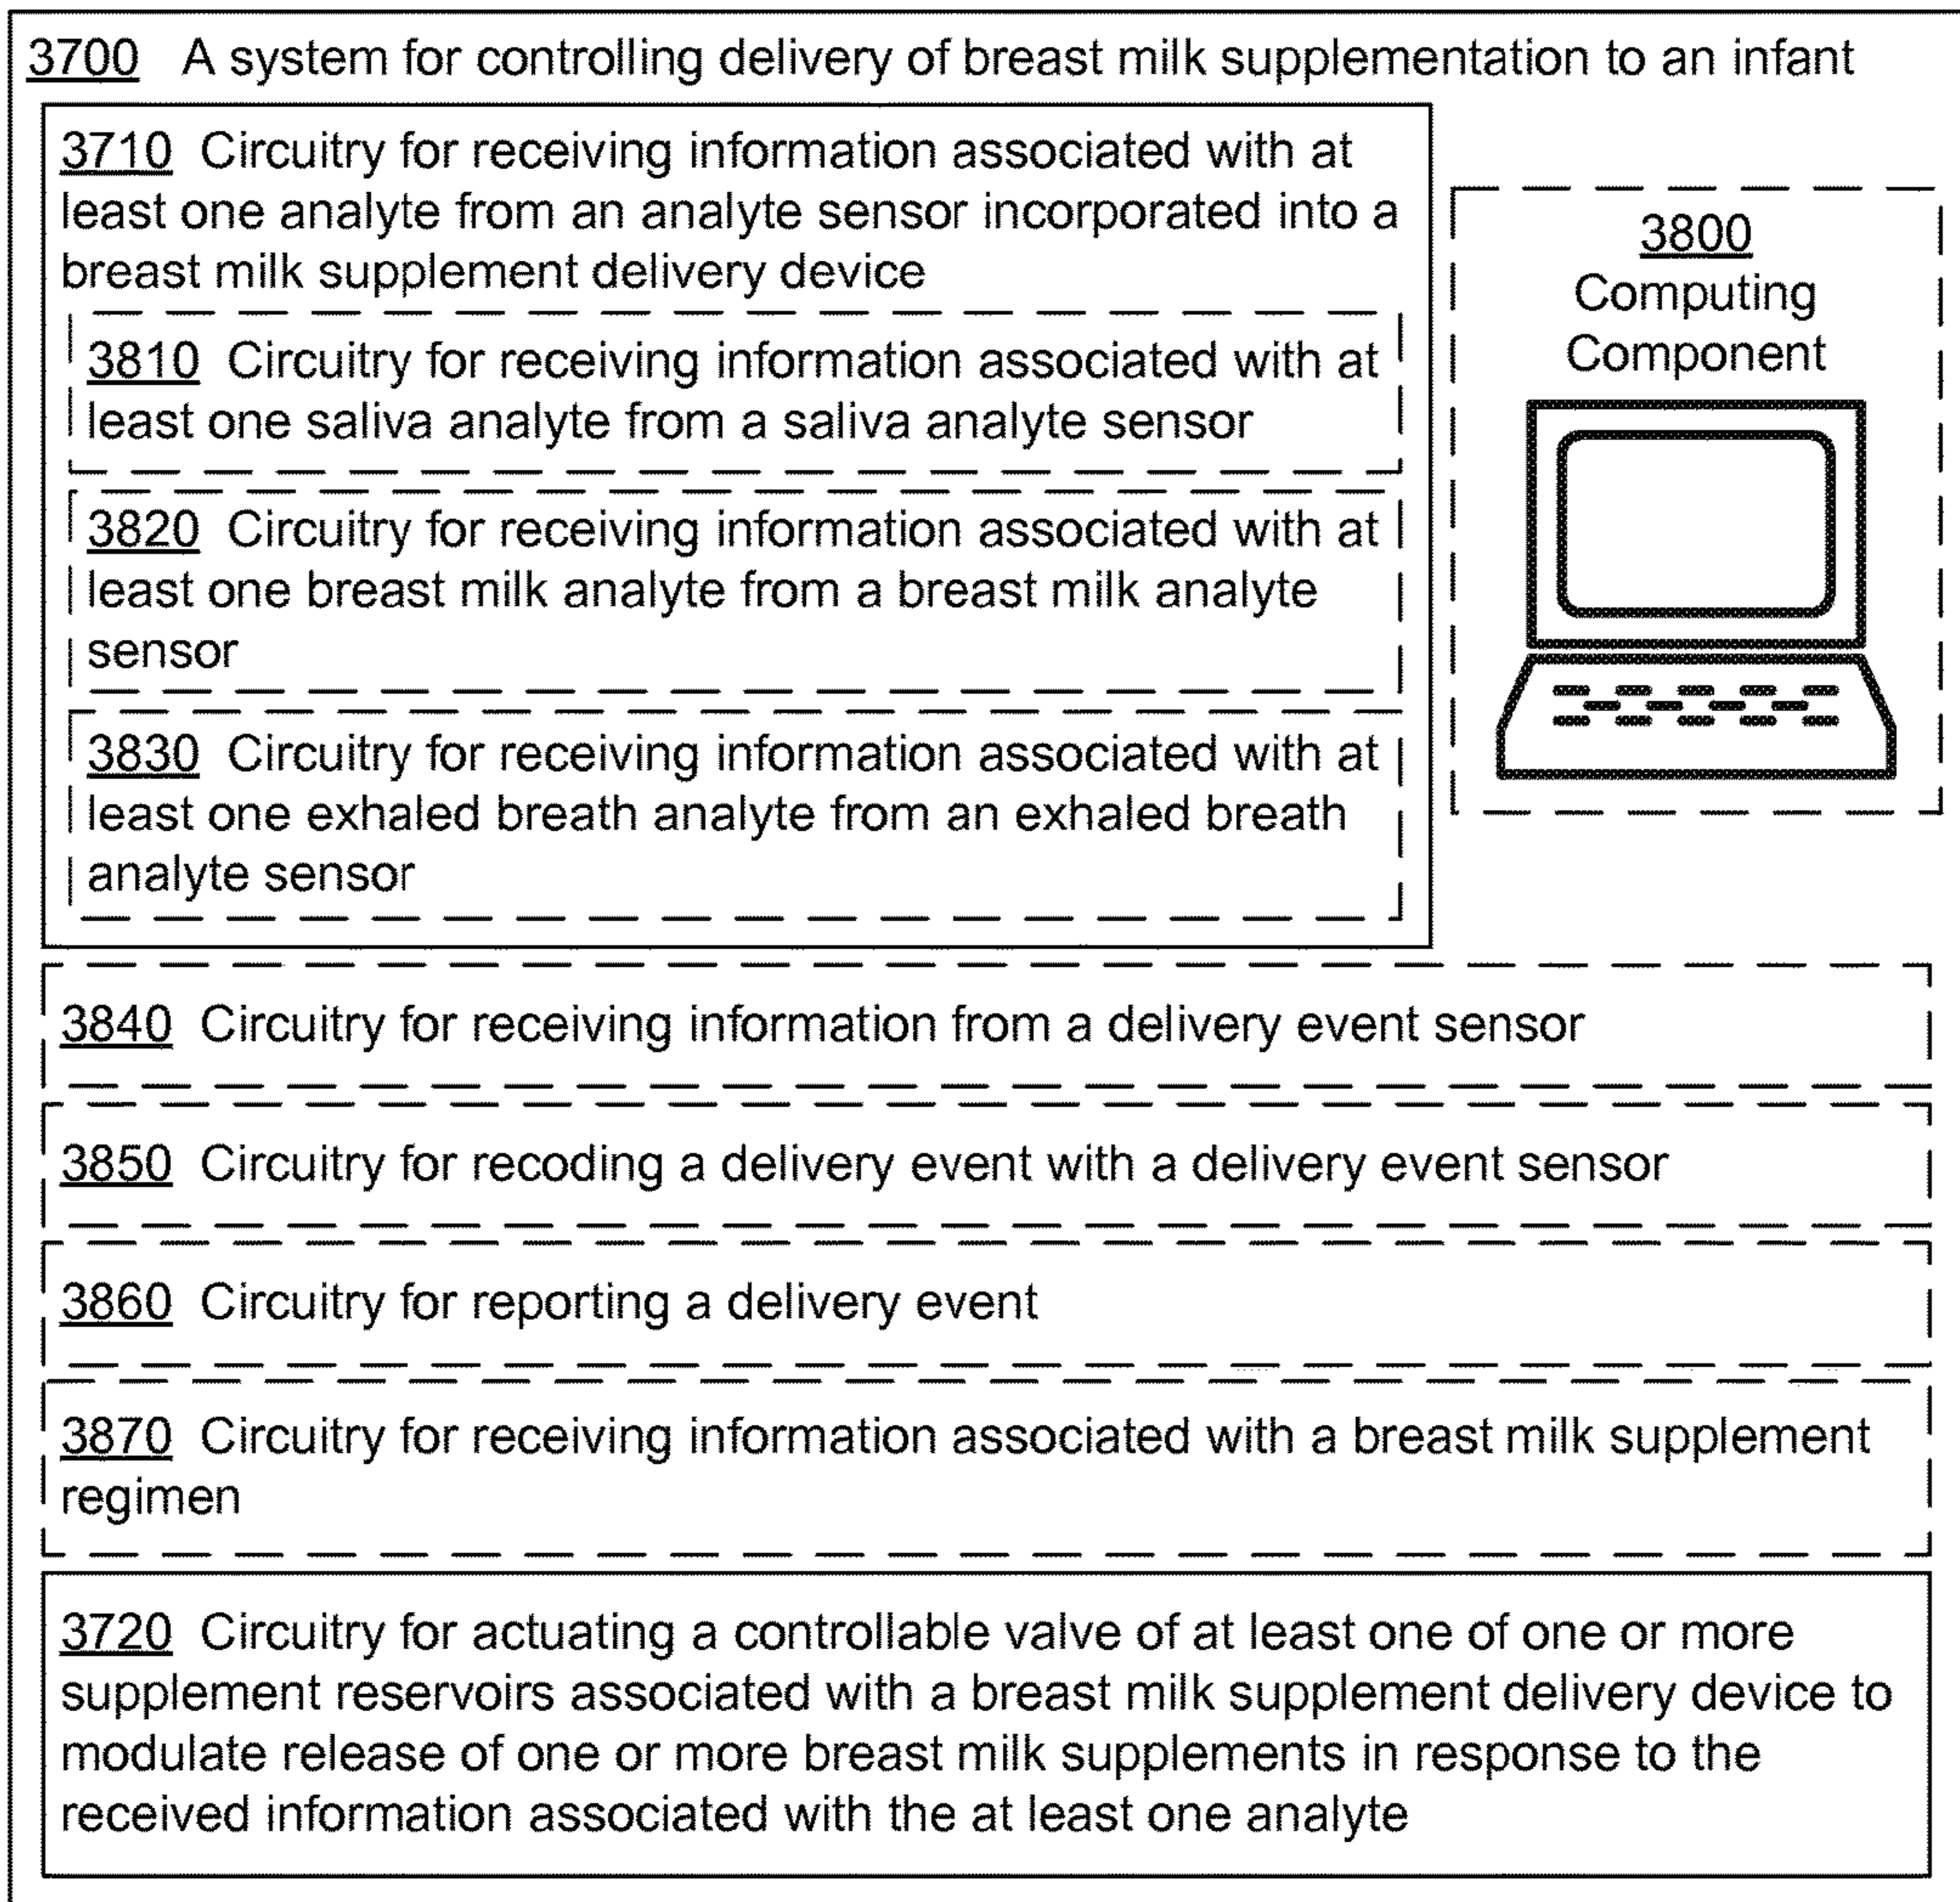 3700 A system for controlling delivery of breast milk supplementation to an infant
3710 Circuitry for receiving information associated with at
least one analyte from an analyte sensor incorporated into a
breast milk supplement delivery device
3810 Circuitry for receiving information associated with at
least one saliva analyte from a saliva analyte sensor
3820 Circuitry for receiving information associated with at
least one breast milk analyte from a breast milk analyte
sensor
3830 Circuitry for receiving information associated with at
least one exhaled breath analyte from an exhaled breath
analyte sensor
3800
Computing
Component
3840 Circuitry for receiving information from a delivery event sensor
3850 Circuitry for recoding a delivery event with a delivery event sensor
3860 Circuitry for reporting a delivery event
3870 Circuitry for receiving information associated with a breast milk supplement
regimen
3720 Circuitry for actuating a controllable valve of at least one of one or more
supplement reservoirs associated with a breast milk supplement delivery device to
modulate release of one or more breast milk supplements in response to the
received information associated with the at least one analyte